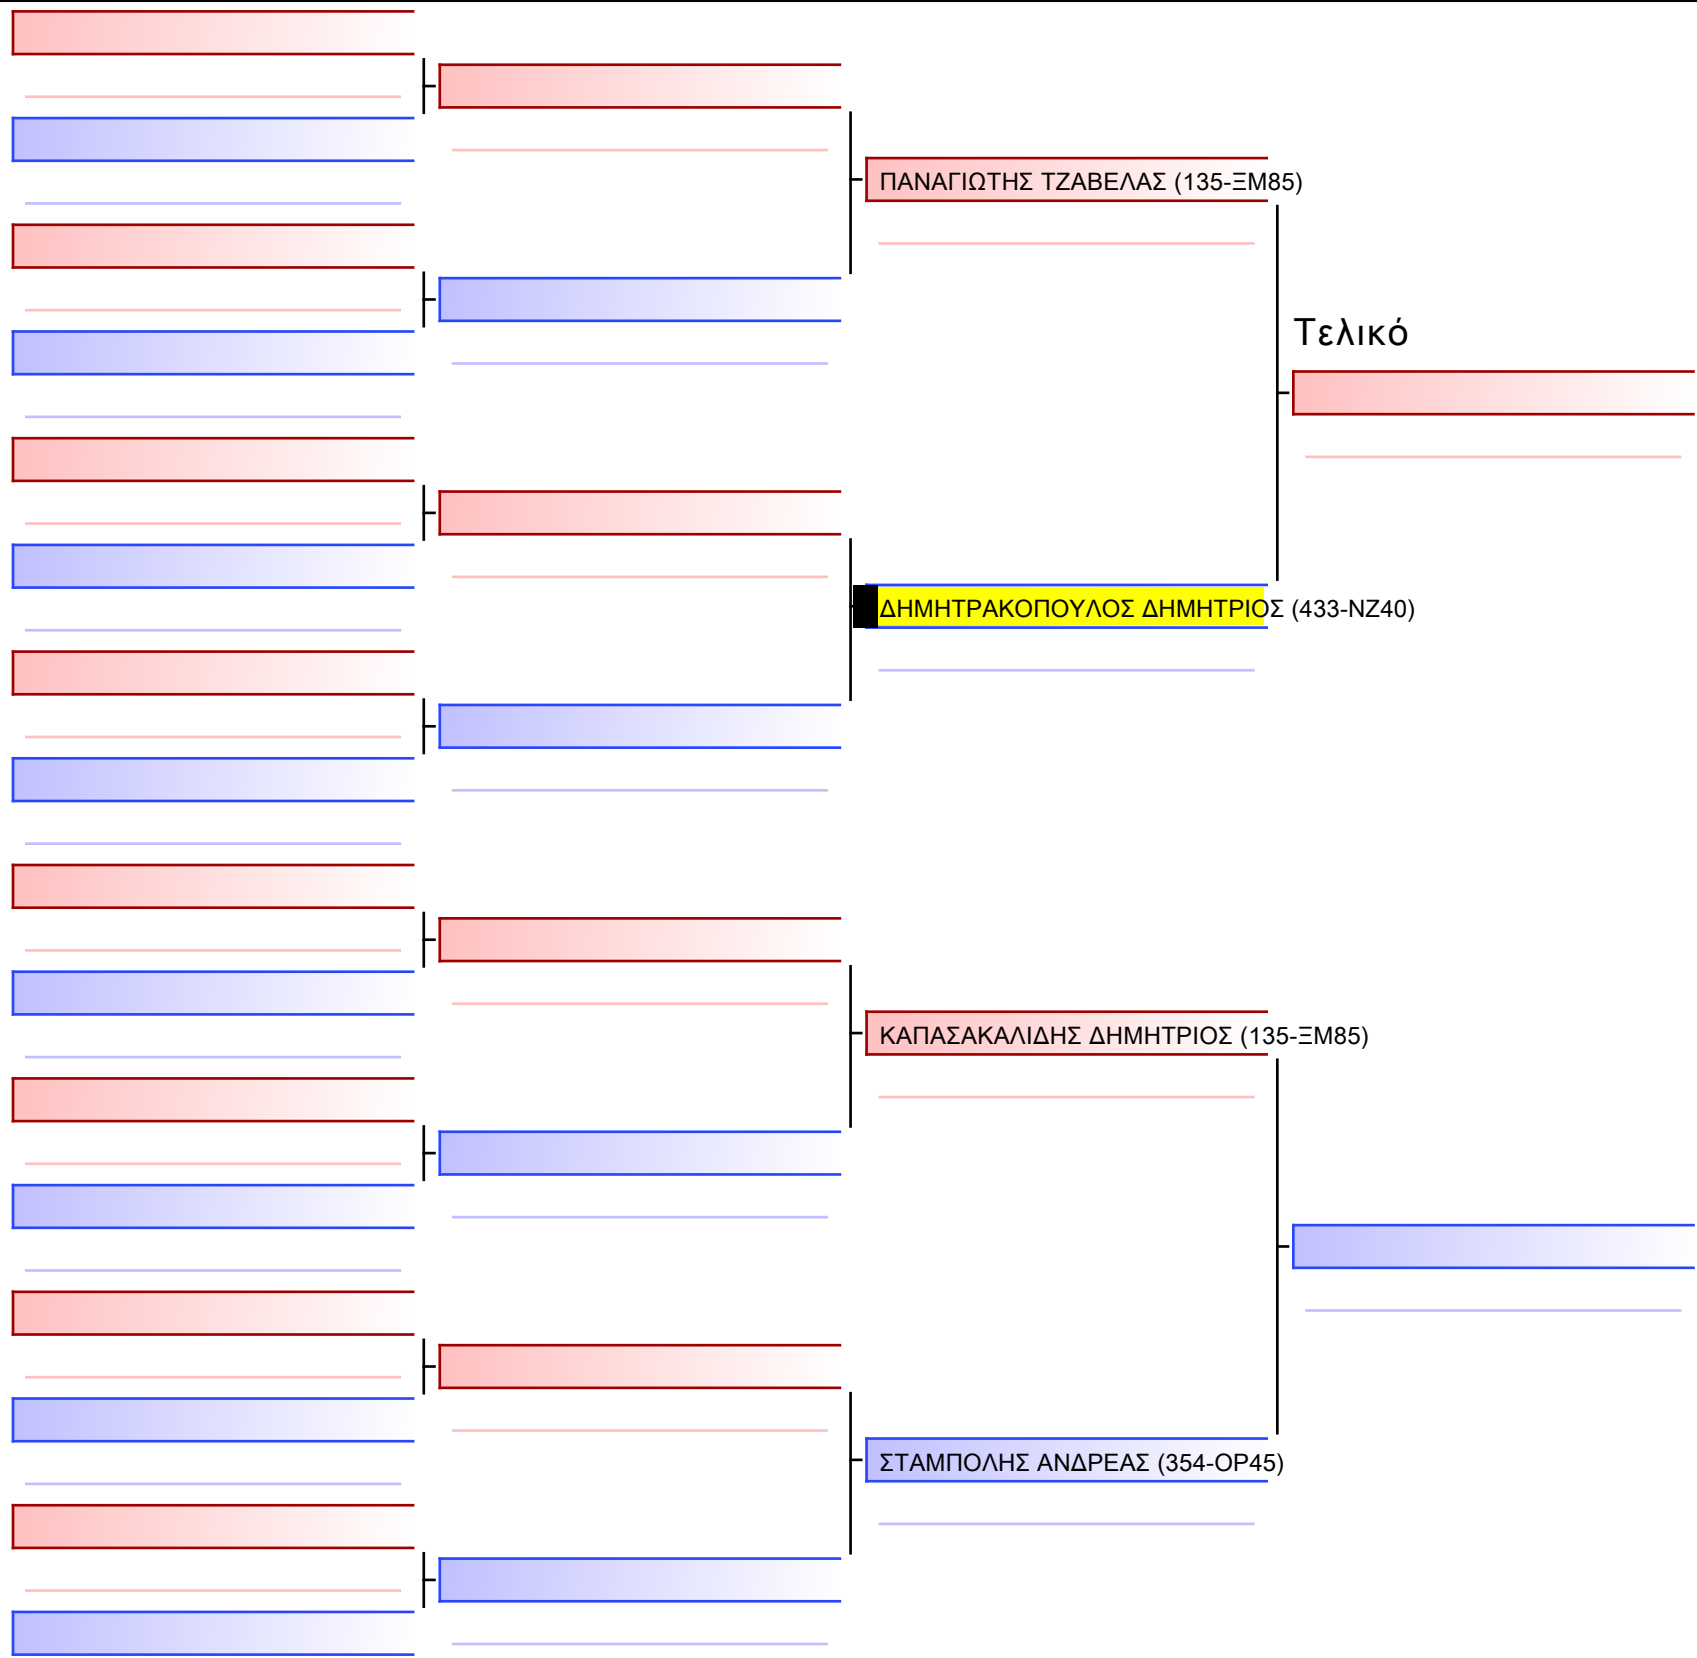 ΠΑΝΑΓΙΩΤΗΣ ΤΖΑΒΕΛΑΣ (135-ΞΜ85)
Τελικό
ΔΗΜΗΤΡΑΚΟΠΟΥΛΟΣ ΔΗΜΗΤΡΙΟΣ (433-ΝΖ40)
ΚΑΠΑΣΑΚΑΛΙΔΗΣ ΔΗΜΗΤΡΙΟΣ (135-ΞΜ85)
ΣΤΑΜΠΟΛΗΣ ΑΝΔΡΕΑΣ (354-ΟΡ45)